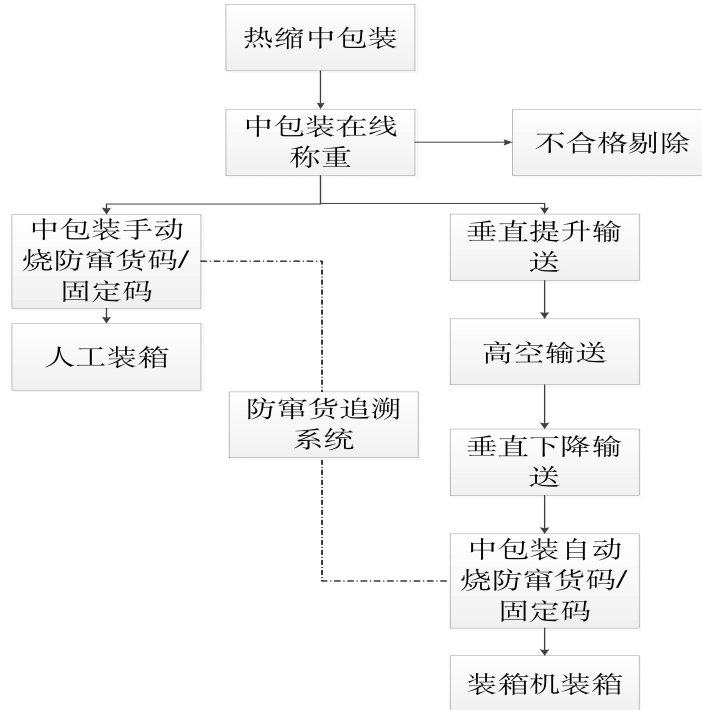 热缩中包装
中包装在线
称重
不合格剔除
中包装手动
烧防窜货码/
固定码
人工装箱
防窜货追溯
系统
垂直提升输
送
高空输送
垂直下降输
送
中包装自动
烧防窜货码/
固定码
装箱机装箱